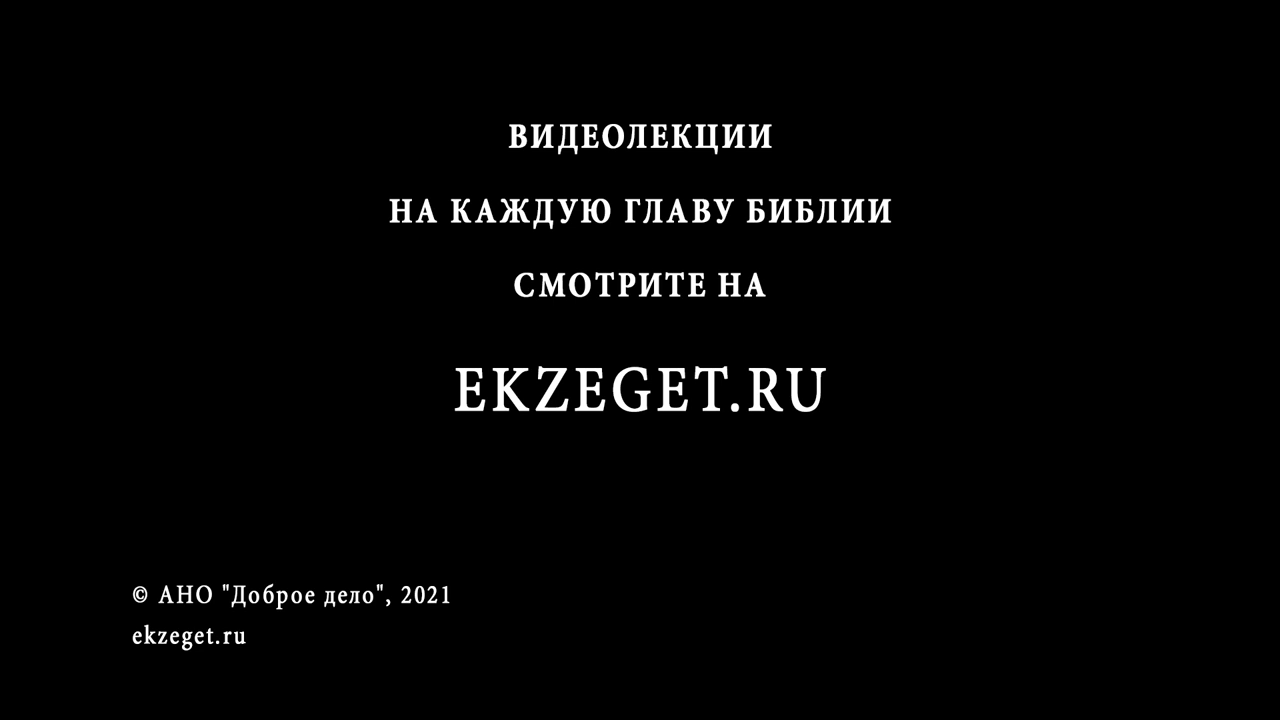 ВИДЕОЛЕКЦИИ
НА КАЖДУЮ ГЛАВУ БИБЛИИ
СМОТРИТЕ НА
EKZEGET.RU
© АНО "Доброе дело", 2021
ekzeget.ru